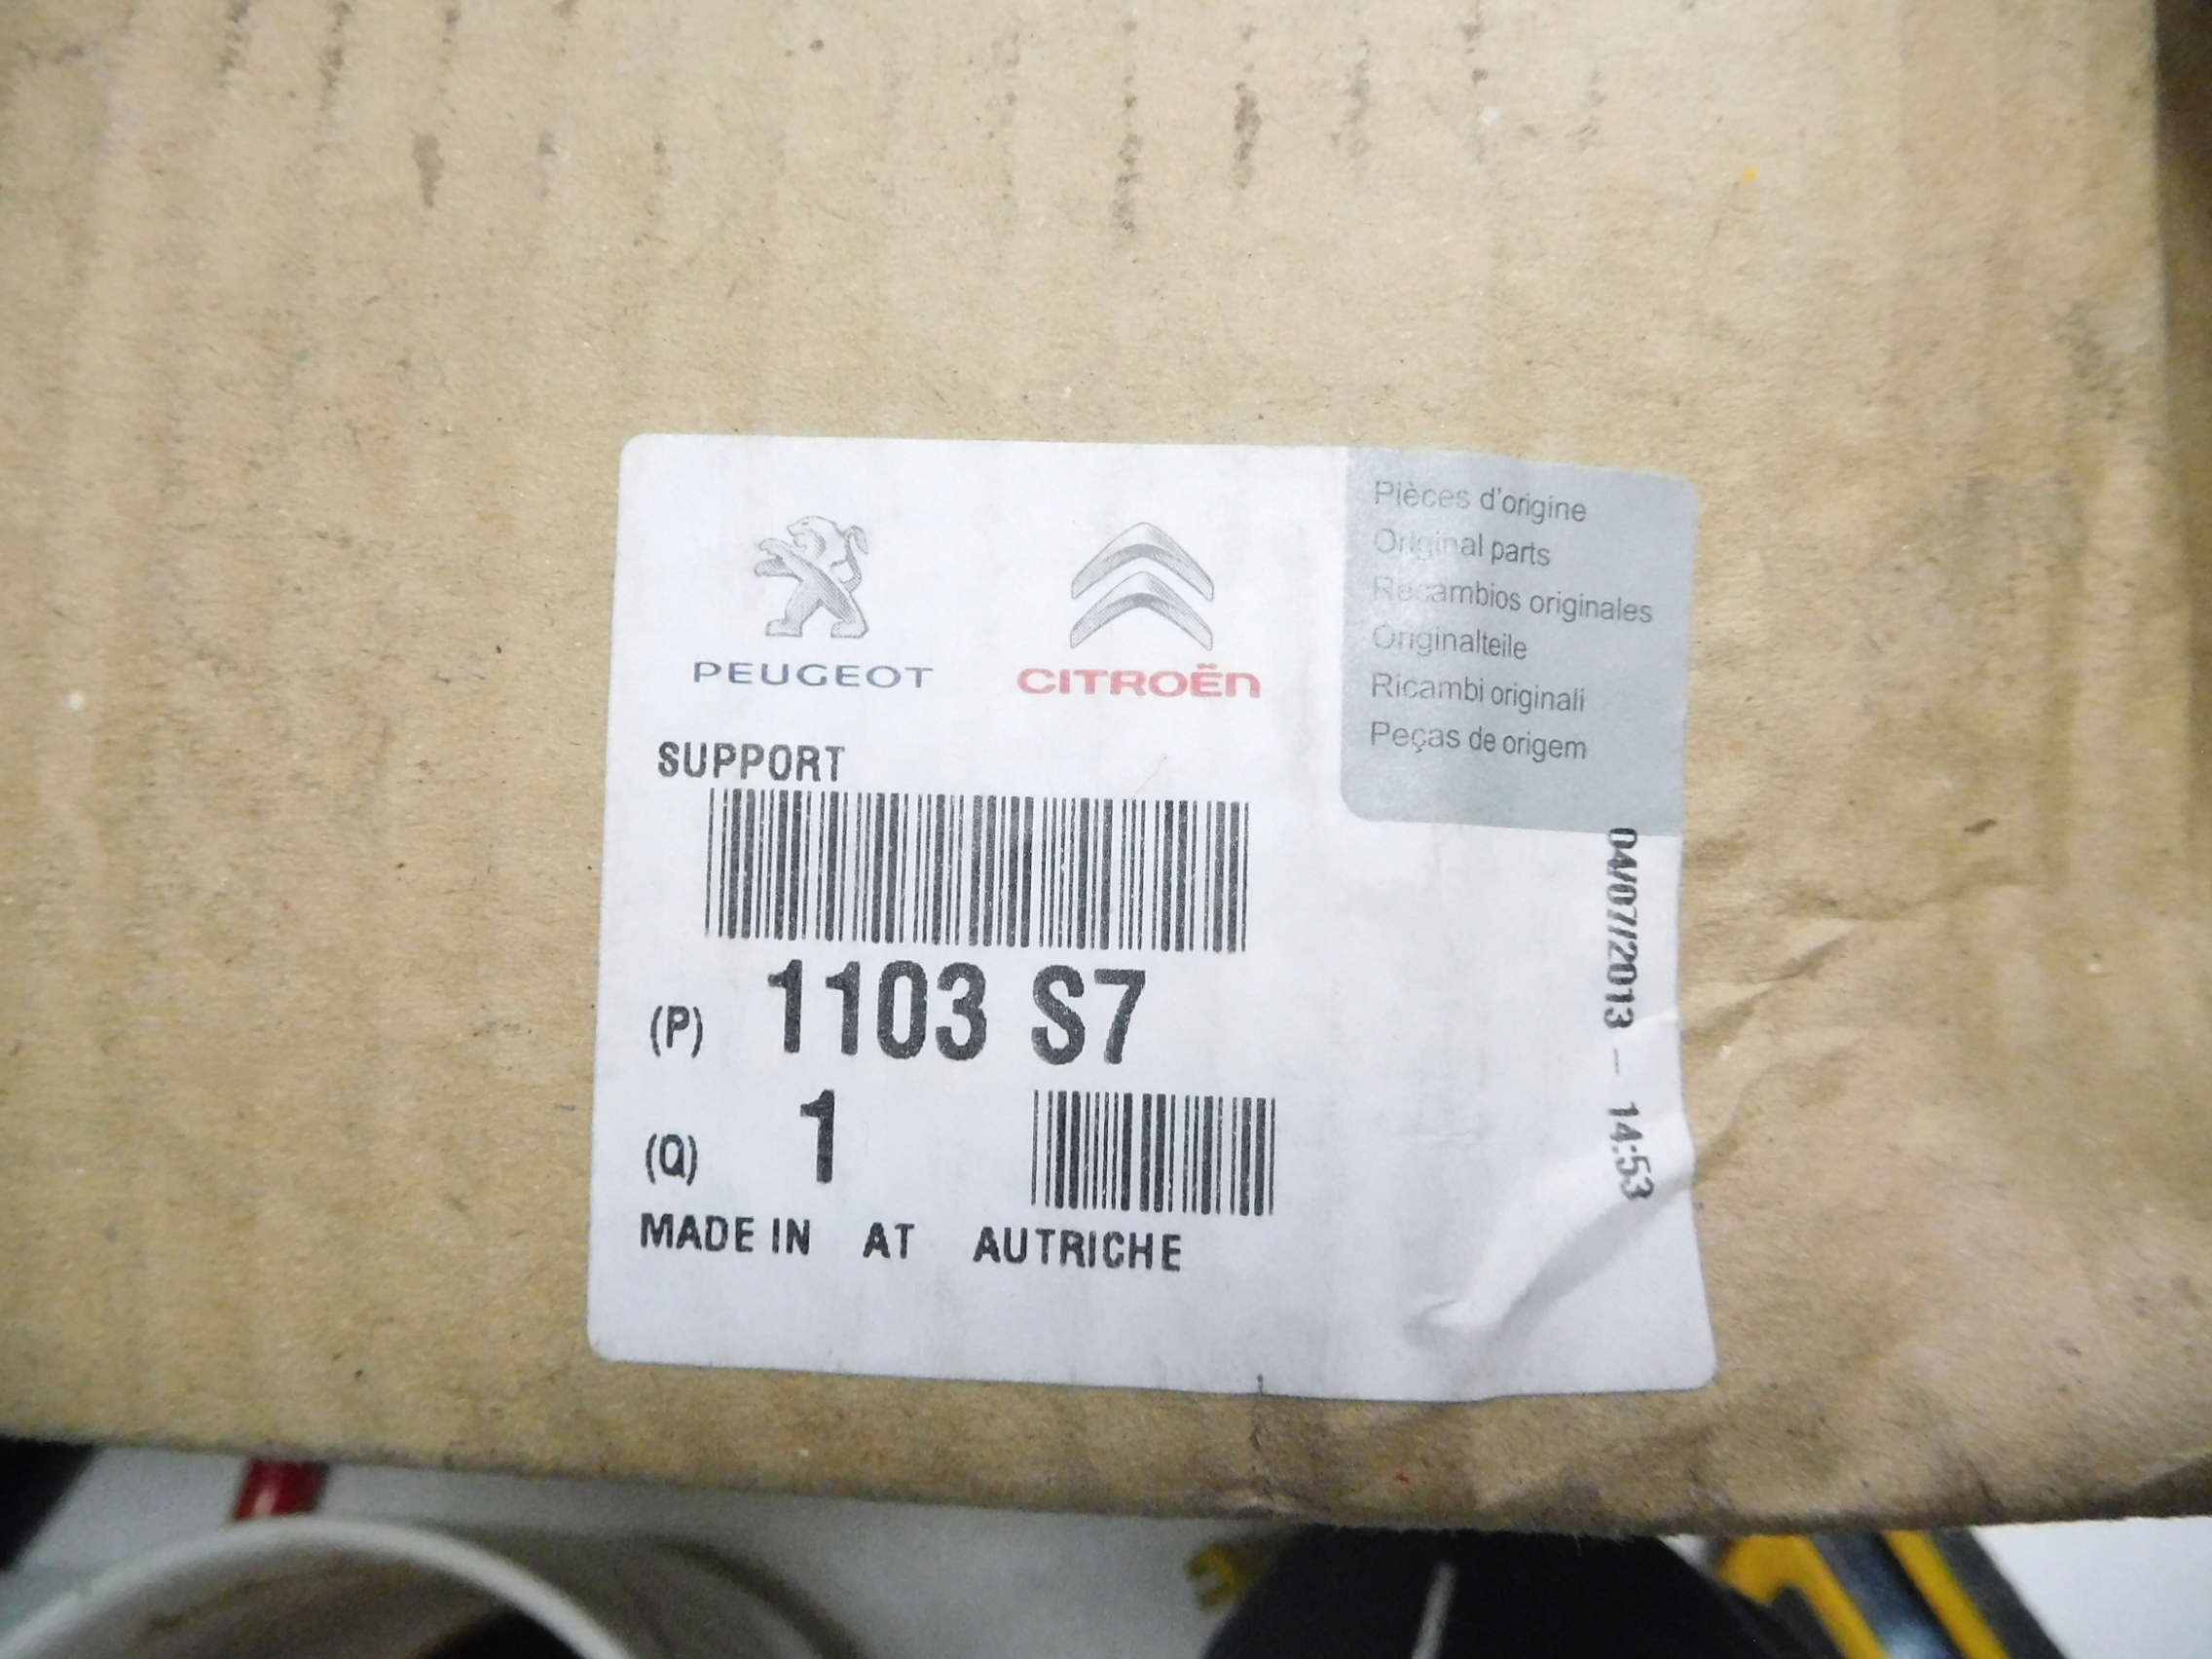 PEUGEOT
CITROËN
Pièces d'origine
Original parts
Recambios originales
Originalteile
Ricambi originali
Peças de origem
SUPPORT
(P) 1103 S7
(Q) 1
MADE IN AT AUTRICHE
04/07/2013 - 14:53